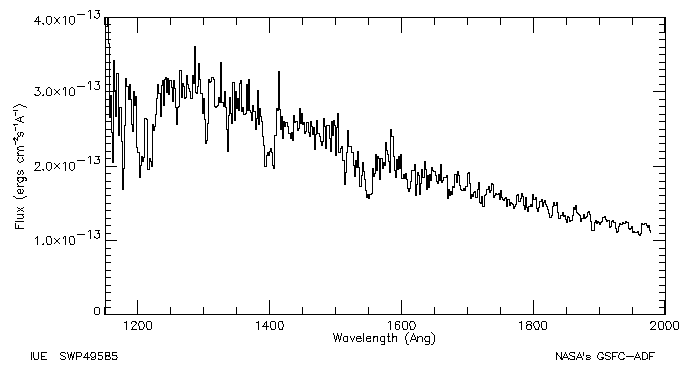 4.0×10⁻¹³
3.0×10⁻¹³
2.0×10⁻¹³
1.0×10⁻¹³
0
Flux (ergs cm⁻²s⁻¹A⁻¹)
1200 1400 1600 1800 2000
Wavelength (Ang)
IUE SWP49585 NASA's GSFC–ADF